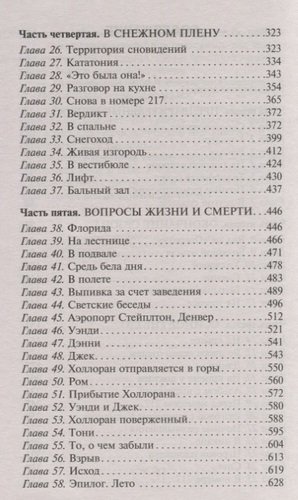 Часть четвертая. В СНЕЖНОМ ПЛЕНУ . . . . . . . . . . . . 323
Глава 26. Территория сновидений . . . . . . . . . . . . . . . 323
Глава 27. Кататония . . . . . . . . . . . . . . . . . . . . . . . . . 334
Глава 28. «Это была она!» . . . . . . . . . . . . . . . . . . . . 343
Глава 29. Разговор на кухне . . . . . . . . . . . . . . . . . . . 354
Глава 30. Снова в номере 217. . . . . . . . . . . . . . . . . . 365
Глава 31. Вердикт . . . . . . . . . . . . . . . . . . . . . . . . . . . 372
Глава 32. В спальне . . . . . . . . . . . . . . . . . . . . . . . . . 372
Глава 33. Снегоход . . . . . . . . . . . . . . . . . . . . . . . . . . 399
Глава 34. Живая изгородь . . . . . . . . . . . . . . . . . . . . . 412
Глава 35. В вестибюле . . . . . . . . . . . . . . . . . . . . . . . 424
Глава 36. Лифт. . . . . . . . . . . . . . . . . . . . . . . . . . . . . 430
Глава 37. Бальный зал . . . . . . . . . . . . . . . . . . . . . . . 437
Часть пятая. ВОПРОСЫ ЖИЗНИ И СМЕРТИ. . . . 446
Глава 38. Флорида . . . . . . . . . . . . . . . . . . . . . . . . . . 446
Глава 39. На лестнице . . . . . . . . . . . . . . . . . . . . . . . 466
Глава 40. В подвале . . . . . . . . . . . . . . . . . . . . . . . . . 471
Глава 41. Средь бела дня . . . . . . . . . . . . . . . . . . . . . 478
Глава 42. В полете . . . . . . . . . . . . . . . . . . . . . . . . . . 483
Глава 43. Выпивка за счет заведения . . . . . . . . . . . . 489
Глава 44. Светские беседы . . . . . . . . . . . . . . . . . . . . 496
Глава 45. Аэропорт Стейплтон, Денвер . . . . . . . . . . 512
Глава 46. Уэнди . . . . . . . . . . . . . . . . . . . . . . . . . . . . 521
Глава 47. Дэнни . . . . . . . . . . . . . . . . . . . . . . . . . . . . 541
Глава 48. Джек. . . . . . . . . . . . . . . . . . . . . . . . . . . . . 543
Глава 49. Холлоран отправляется в горы . . . . . . . . . 550
Глава 50. Ром . . . . . . . . . . . . . . . . . . . . . . . . . . . . . . 560
Глава 51. Прибытие Холлорана . . . . . . . . . . . . . . . . 572
Глава 52. Уэнди и Джек. . . . . . . . . . . . . . . . . . . . . . 580
Глава 53. Холлоран поверженный . . . . . . . . . . . . . . 588
Глава 54. Тони . . . . . . . . . . . . . . . . . . . . . . . . . . . . . 595
Глава 55. То, о чем забыли . . . . . . . . . . . . . . . . . . . . 604
Глава 56. Взрыв . . . . . . . . . . . . . . . . . . . . . . . . . . . . 613
Глава 57. Исход . . . . . . . . . . . . . . . . . . . . . . . . . . . . 619
Глава 58. Эпилог. Лето . . . . . . . . . . . . . . . . . . . . . . 628